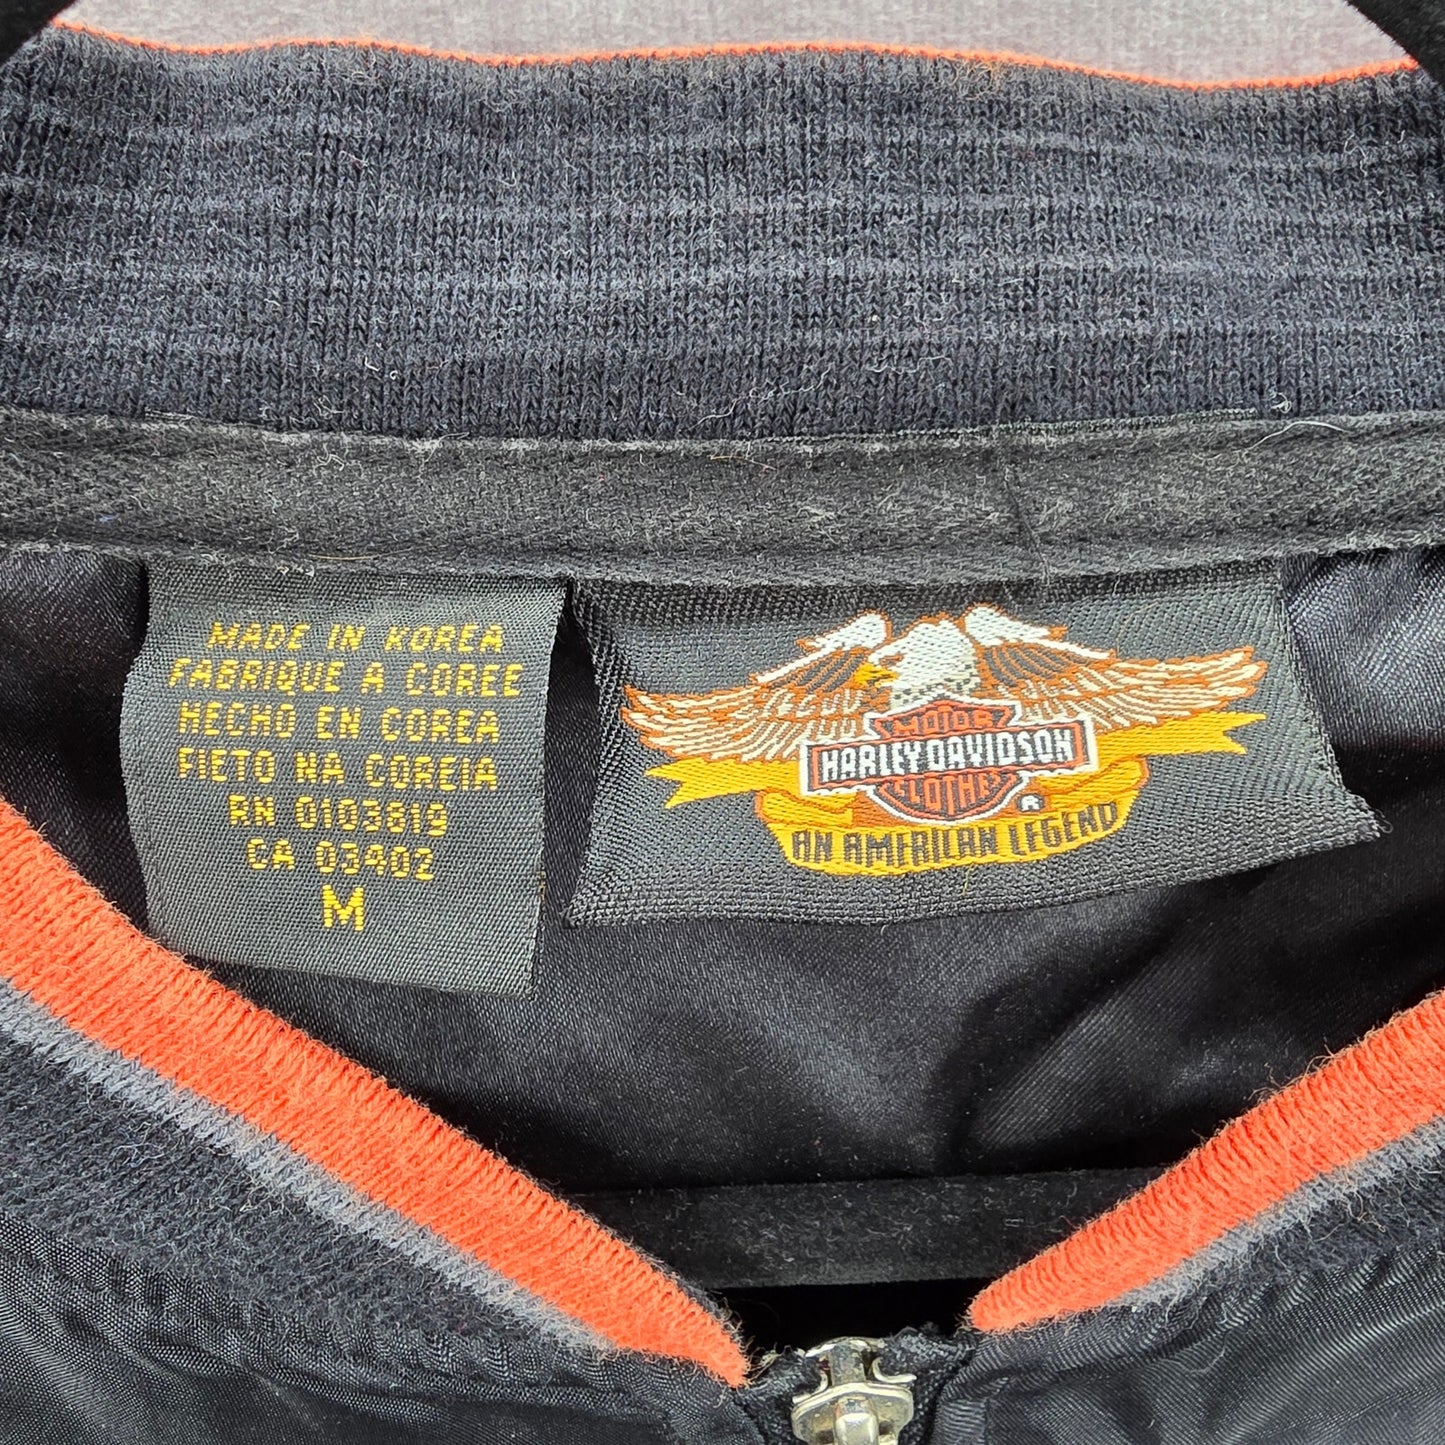 MADE IN KOREA
FABRIQUE A COREE
HECHO EN COREA
FIETO NA COREIA
RN 0103819
CA 03402
M
MOTOR
HARLEY-DAVIDSON
CLOTHES
®
AN AMERICAN LEGEND